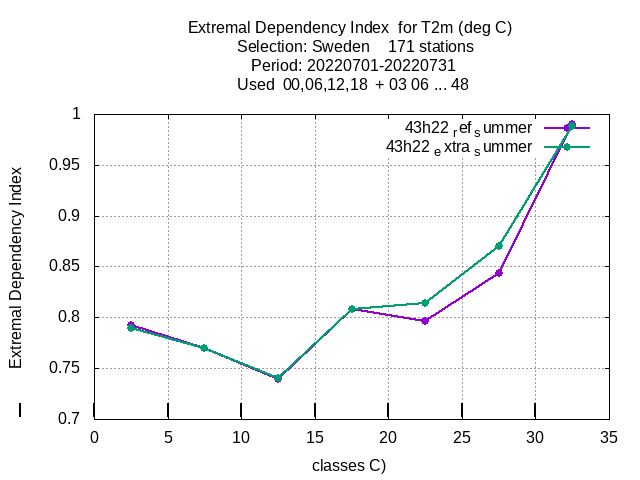 Extremal Dependency Index  for T2m (deg C)
Selection: Sweden    171 stations
Period: 20220701-20220731
Used  00,06,12,18  + 03 06 ... 48
43h22 ref summer
43h22 extra summer
Extremal Dependency Index
1
0.95
0.9
0.85
0.8
0.75
0.7
0 5 10 15 20 25 30 35
classes C)